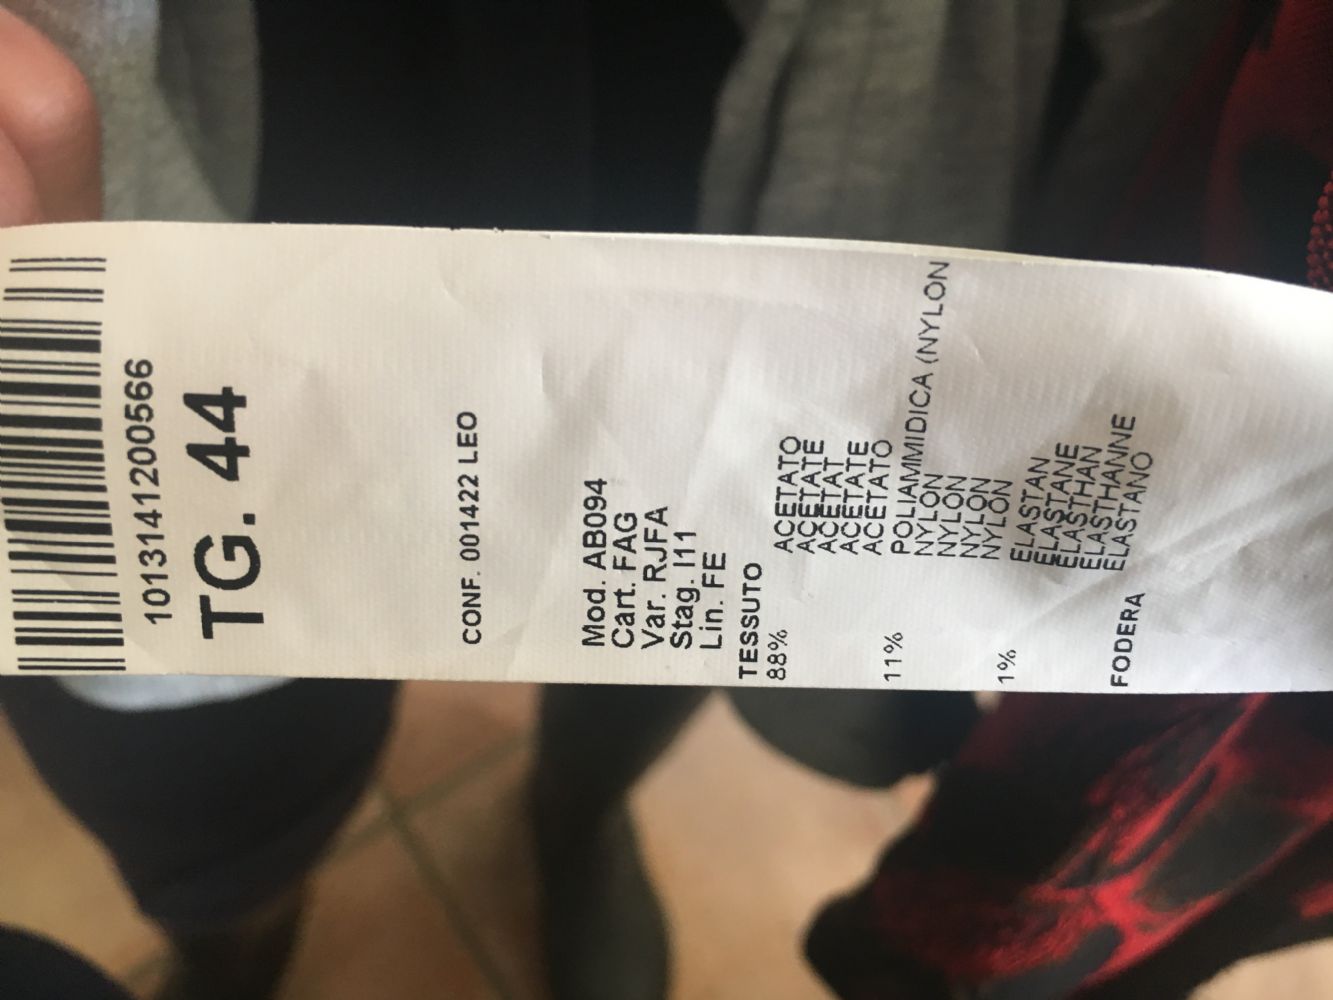 1013141200566
TG. 44
CONF. 001422 LEO
Mod. AB094
Cart. FAG
Var. RJFA
Stag. I11
Lin. FE
TESSUTO
88% ACETATO
ACETATE
ACETAT
ACETATE
ACETATO
11% POLIAMMIDICA (NYLON
NYLON
NYLON
NYLON
NYLON
1% ELASTAN
ELASTANE
ELASTHAN
ELASTHANNE
ELASTANO
FODERA